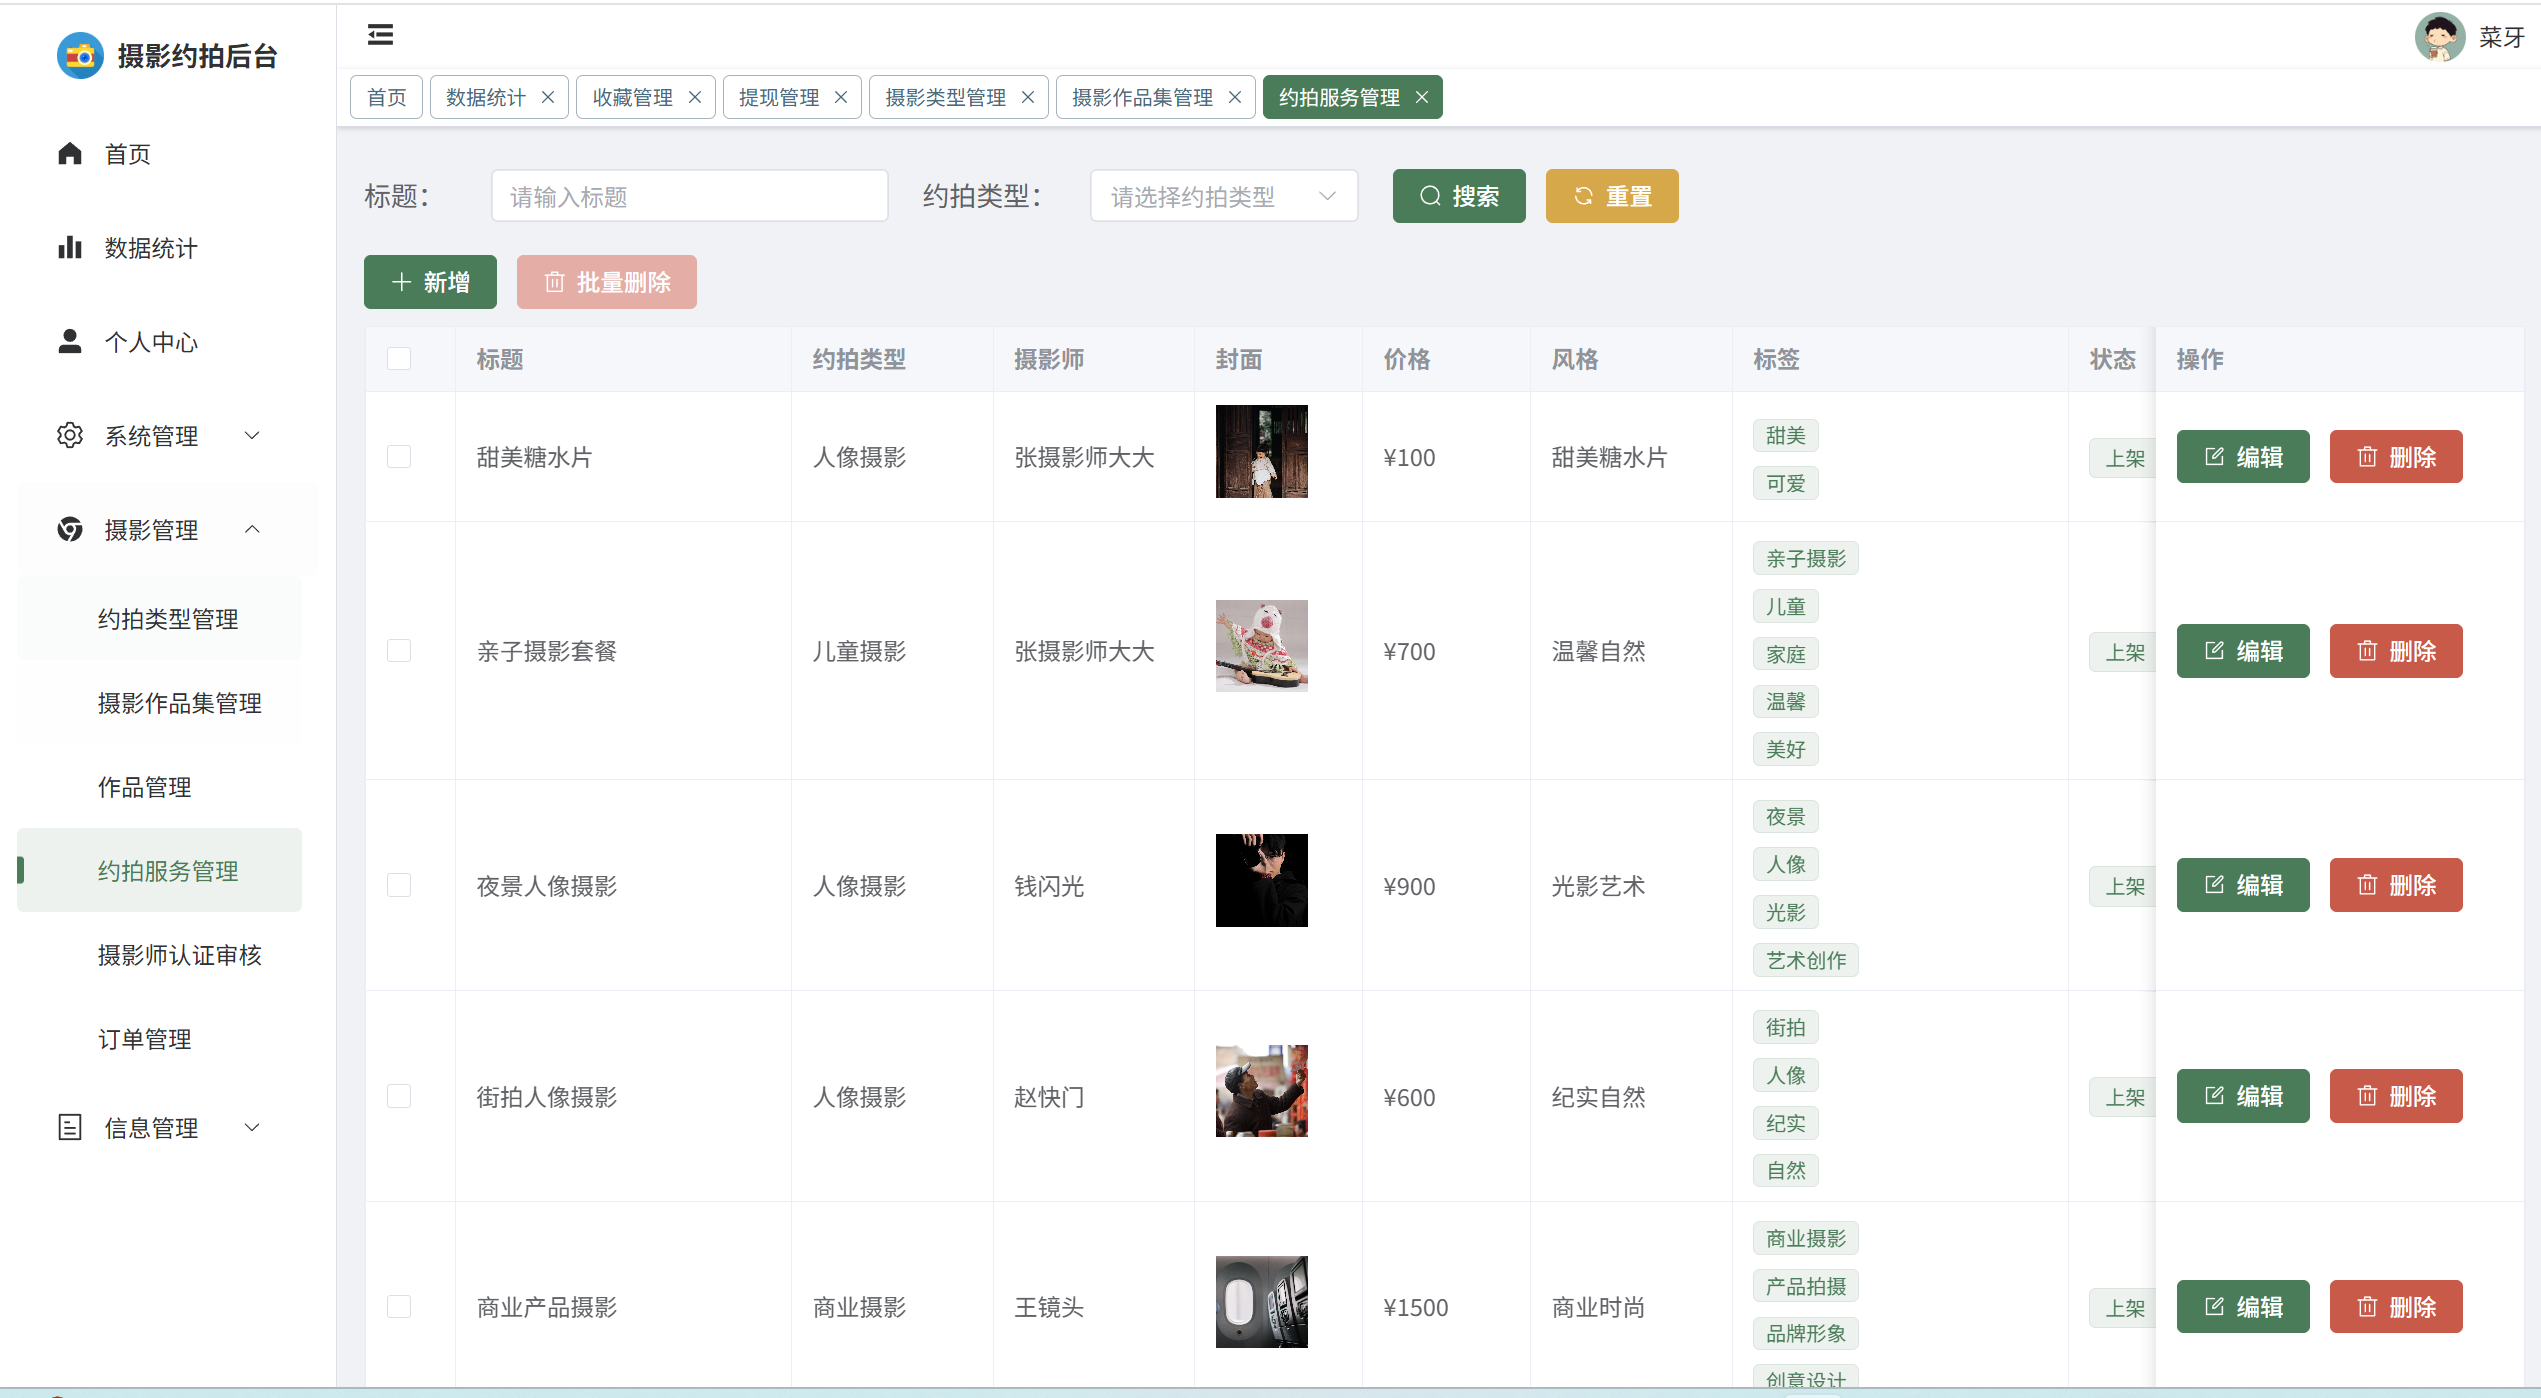 摄影约拍后台
菜牙
首页 数据统计 收藏管理 提现管理 摄影类型管理 摄影作品集管理 约拍服务管理
首页
数据统计
个人中心
系统管理
摄影管理
约拍类型管理
摄影作品集管理
作品管理
约拍服务管理
摄影师认证审核
订单管理
信息管理
标题： 请输入标题 约拍类型： 请选择约拍类型 搜索 重置
新增 批量删除
标题 约拍类型 摄影师 封面 价格 风格 标签 状态 操作
甜美糖水片 人像摄影 张摄影师大大 ¥100 甜美糖水片 甜美 上架 编辑 删除
可爱
亲子摄影套餐 儿童摄影 张摄影师大大 ¥700 温馨自然 亲子摄影 上架 编辑 删除
儿童
家庭
温馨
美好
夜景人像摄影 人像摄影 钱闪光 ¥900 光影艺术 夜景 上架 编辑 删除
人像
光影
艺术创作
街拍人像摄影 人像摄影 赵快门 ¥600 纪实自然 街拍 上架 编辑 删除
人像
纪实
自然
商业产品摄影 商业摄影 王镜头 ¥1500 商业时尚 商业摄影 上架 编辑 删除
产品拍摄
品牌形象
创意设计